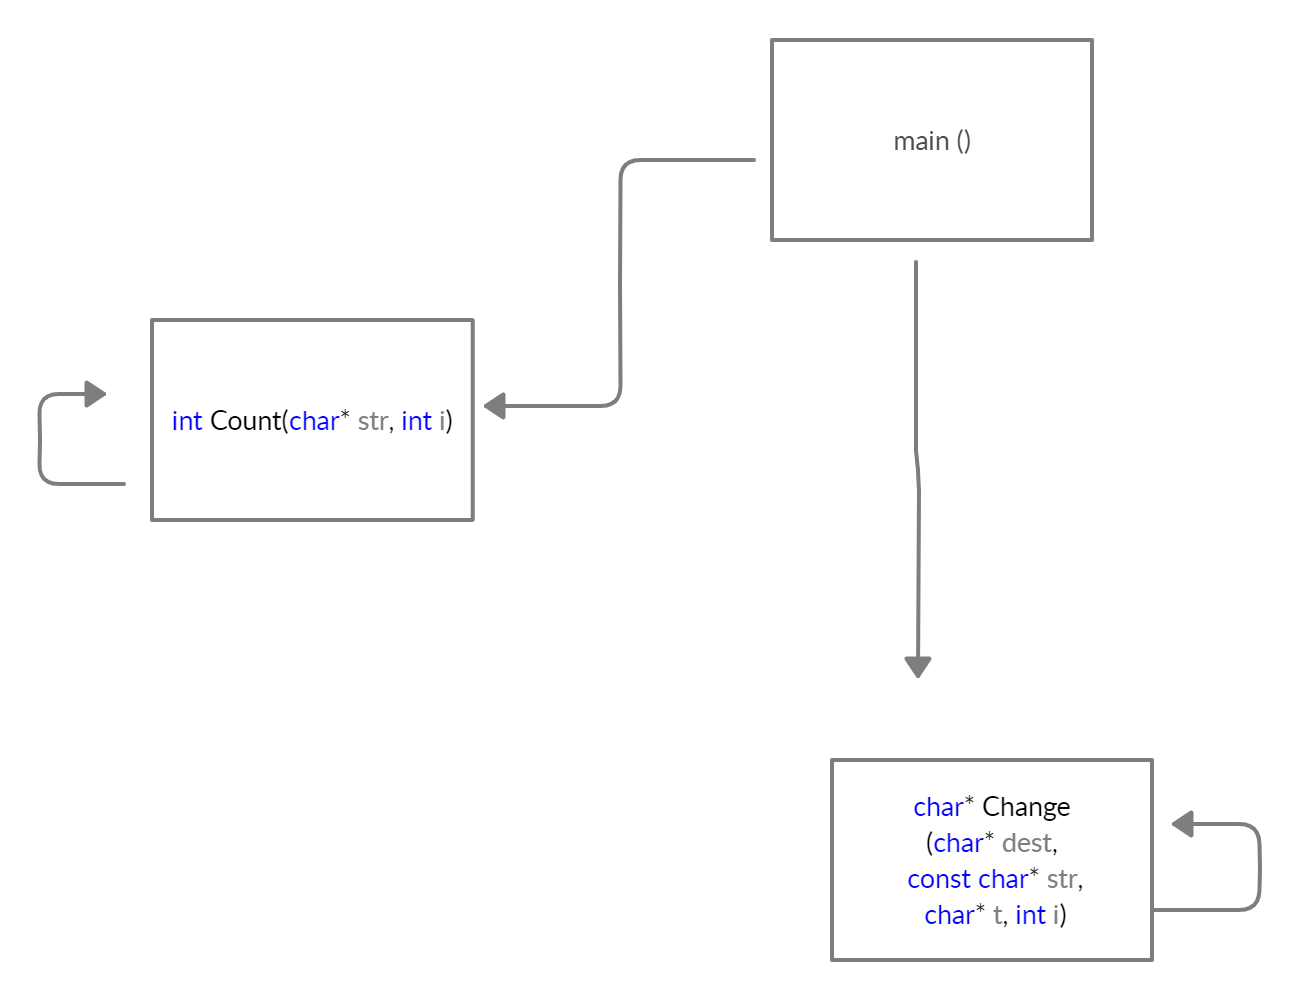 main ()
int Count(char* str, int i)
char* Change
(char* dest,
const char* str,
char* t, int i)